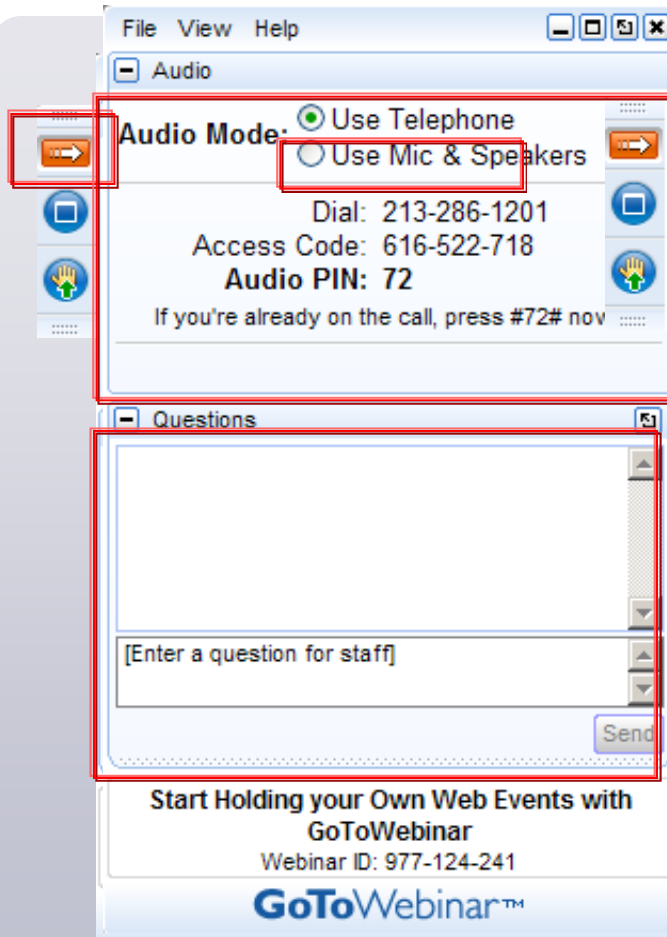 File View Help
Audio
Audio Mode: Use Telephone
Use Mic & Speakers
Dial: 213-286-1201
Access Code: 616-522-718
Audio PIN: 72
If you're already on the call, press #72# nov
Questions
[Enter a question for staff]
Send
Start Holding your Own Web Events with
GoToWebinar
Webinar ID: 977-124-241
GoToWebinar™